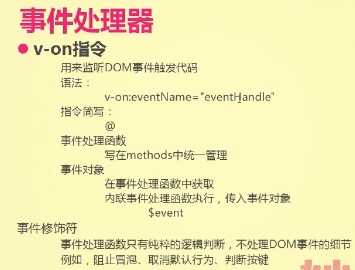 事件处理器
v-on指令
用来监听DOM事件触发代码
语法：
v-on:eventName="eventHandle"
指令简写：
@
事件处理函数
写在methods中统一管理
事件对象
在事件处理函数中获取
内联事件处理函数执行，传入事件对象
$event
事件修饰符
事件处理函数只有纯粹的逻辑判断，不处理DOM事件的细节
例如，阻止冒泡、取消默认行为、判断按键